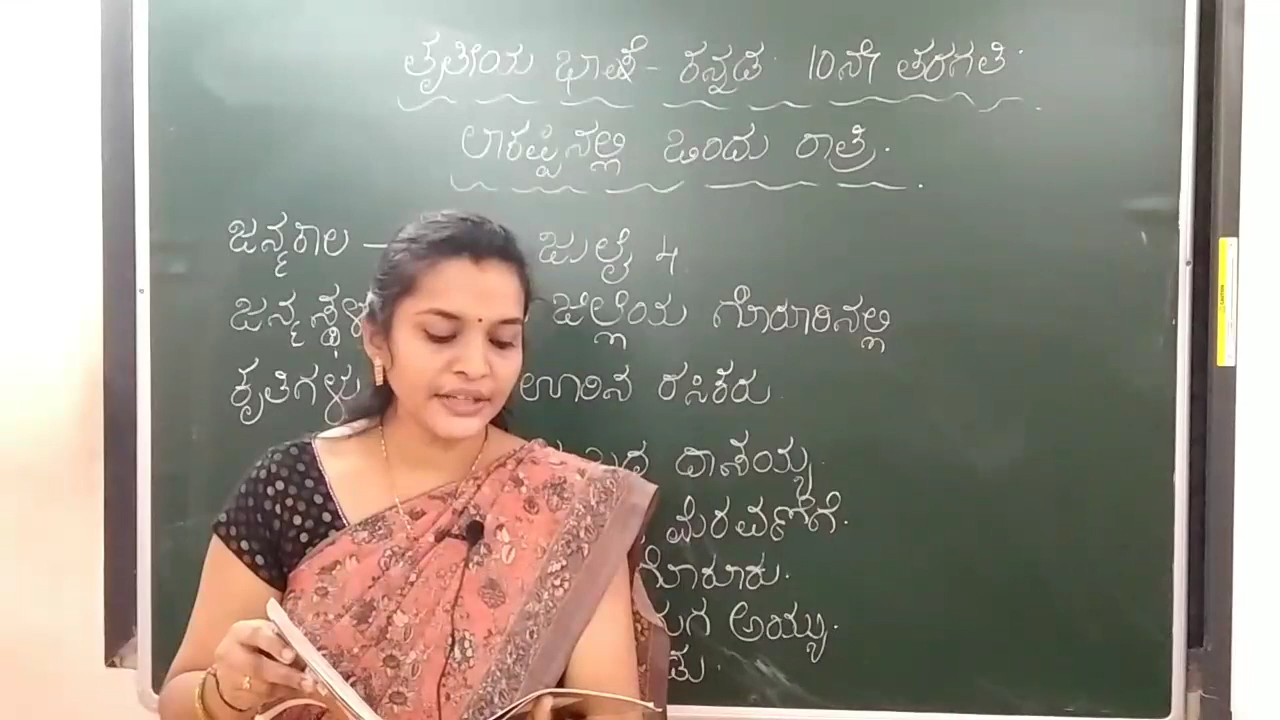 ತೃತೀಯ ಭಾಷೆ - ಕನ್ನಡ 10ನೇ ತರಗತಿ.
ಲಾಕಪ್ಪಿನಲ್ಲಿ ಒಂದು ರಾತ್ರಿ.
ಜನ್ಮಕಾಲ - ಜುಲೈ 4
ಜನ್ಮಸ್ಥಳ ಜಿಲ್ಲೆಯ ಗೊರೂರಿನಲ್ಲಿ
ಕೃತಿಗಳು ಊರಿನ ರಸಿಕರು.
ದಾಸಯ್ಯ
ಮೆರವಣಿಗೆ.
ಗೊರೂರು.
ಅಯ್ಯ.